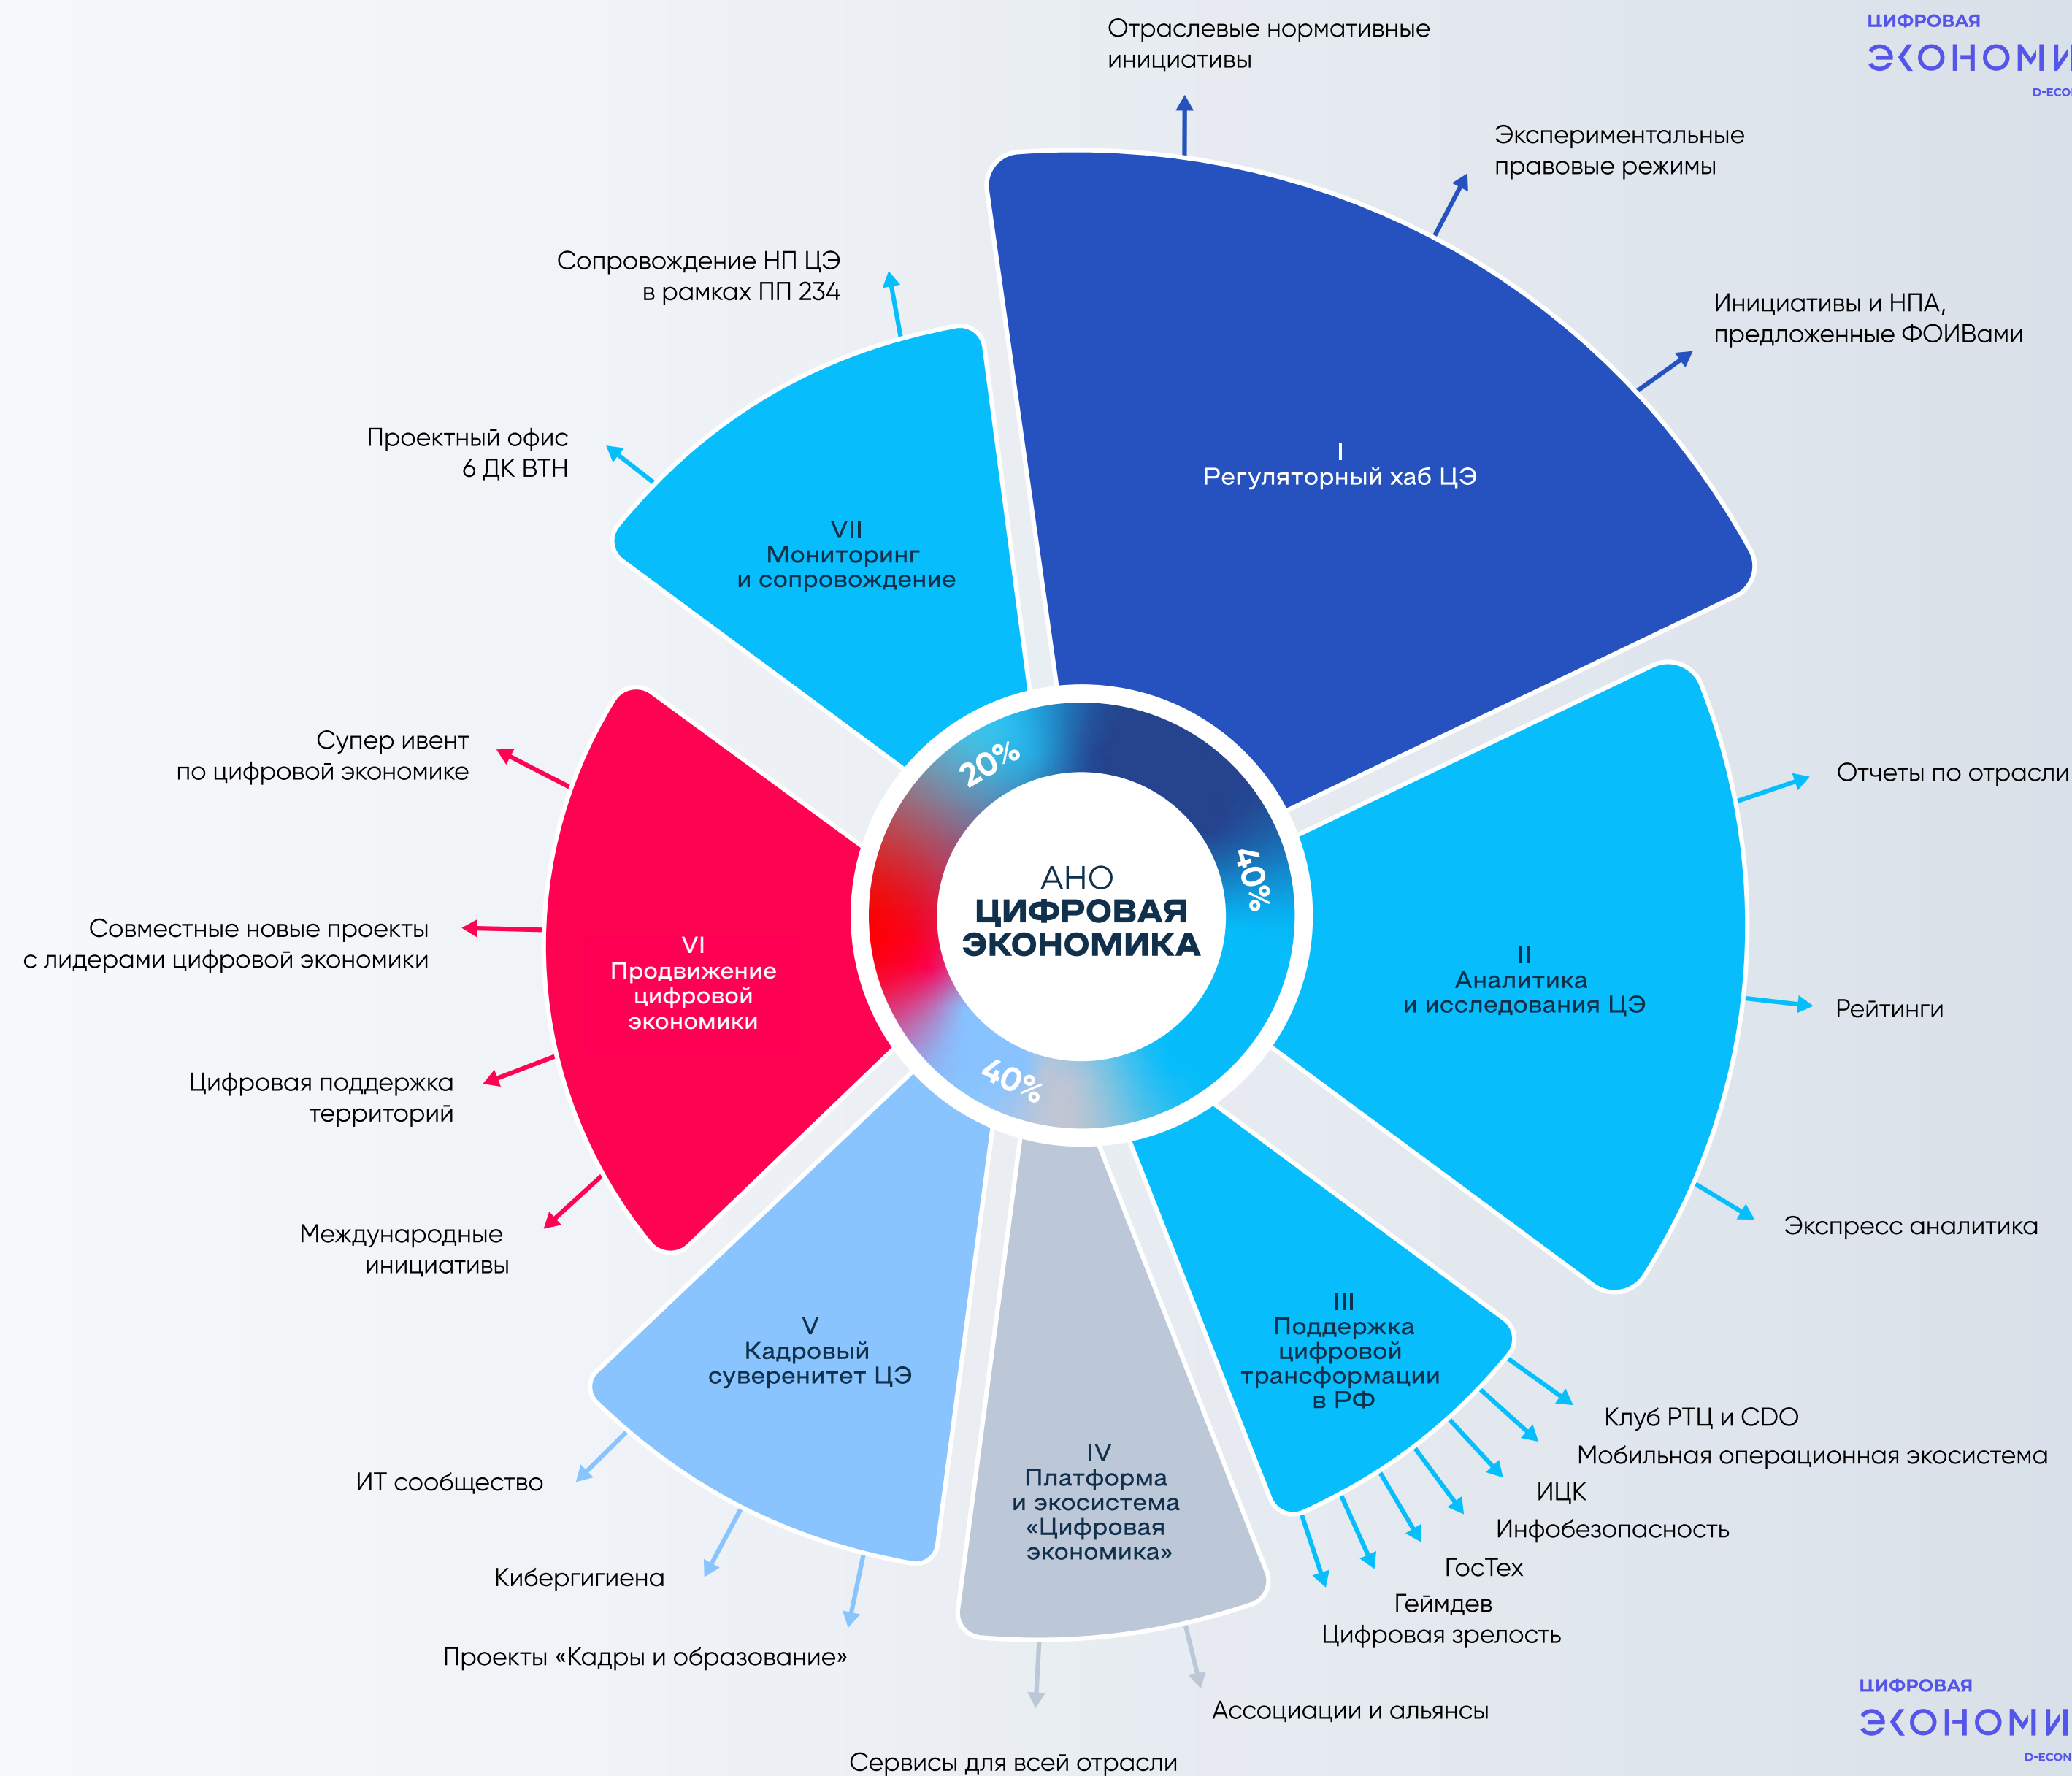 Отраслевые нормативные
инициативы
ЦИФРОВАЯ
Экспериментальные
правовые режимы
Инициативы и НПА,
предложенные ФОИВами
Сопровождение НП ЦЭ
в рамках ПП 234
Проектный офис
6 ДК ВТН
I
Регуляторный хаб ЦЭ
VII
Мониторинг
и сопровождение
Супер ивент
по цифровой экономике
20%
40%
40%
АНО
ЦИФРОВАЯ
ЭКОНОМИКА
Отчеты по отрасли
Рейтинги
Экспресс аналитика
II
Аналитика
и исследования ЦЭ
Совместные новые проекты
с лидерами цифровой экономики
VI
Продвижение
цифровой
экономики
Цифровая поддержка
территорий
Международные
инициативы
V
Кадровый
суверенитет ЦЭ
III
Поддержка
цифровой
трансформации
в РФ
IV
Платформа
и экосистема
«Цифровая
экономика»
Клуб РТЦ и CDO
Мобильная операционная экосистема
ИЦК
Инфобезопасность
ГосТех
Геймдев
Цифровая зрелость
ИТ сообщество
Кибергигиена
Проекты «Кадры и образование»
Ассоциации и альянсы
Сервисы для всей отрасли
ЦИФРОВАЯ